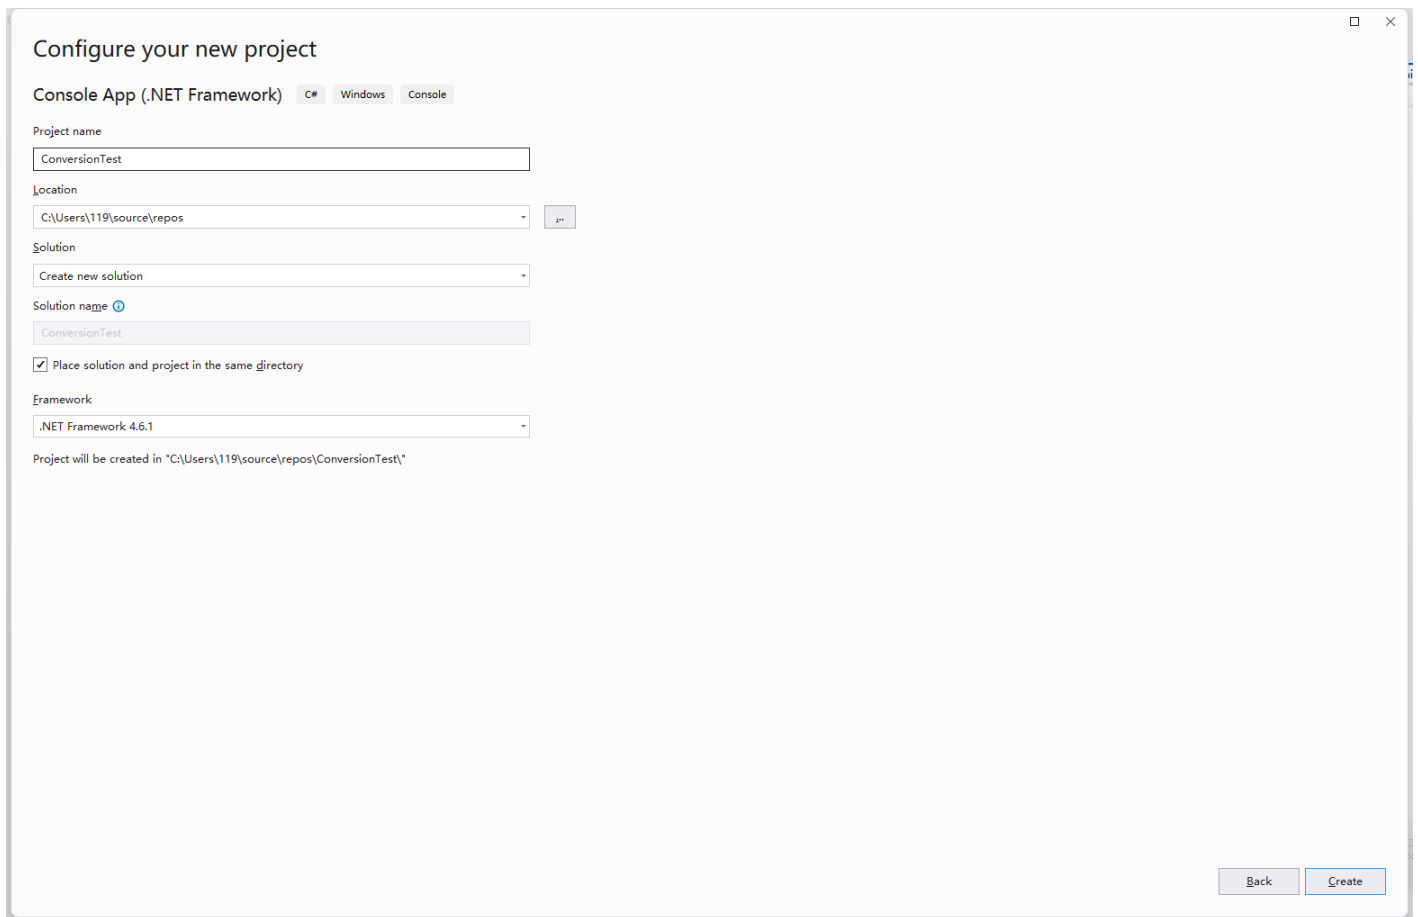 Configure your new project
Console App (.NET Framework) C# Windows Console
Project name
ConversionTest
Location
C:\Users\119\source\repos
...
Solution
Create new solution
Solution name
ConversionTest
Place solution and project in the same directory
Framework
.NET Framework 4.6.1
Project will be created in "C:\Users\119\source\repos\ConversionTest\"
Back Create